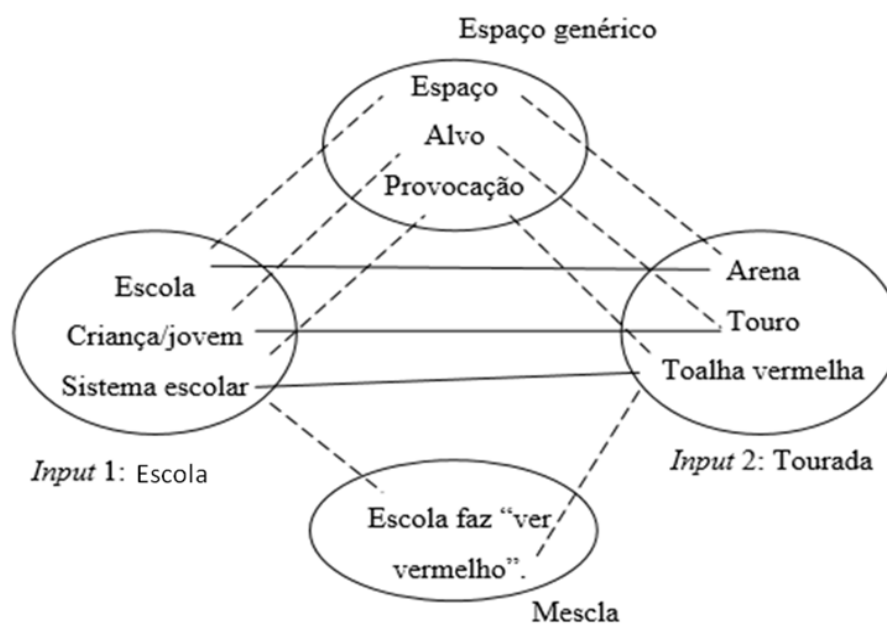 Espaço genérico
Espaço
Alvo
Provocação
Escola
Criança/jovem
Sistema escolar
Input 1: Escola
Arena
Touro
Toalha vermelha
Input 2: Tourada
Escola faz “ver
vermelho”.
Mescla